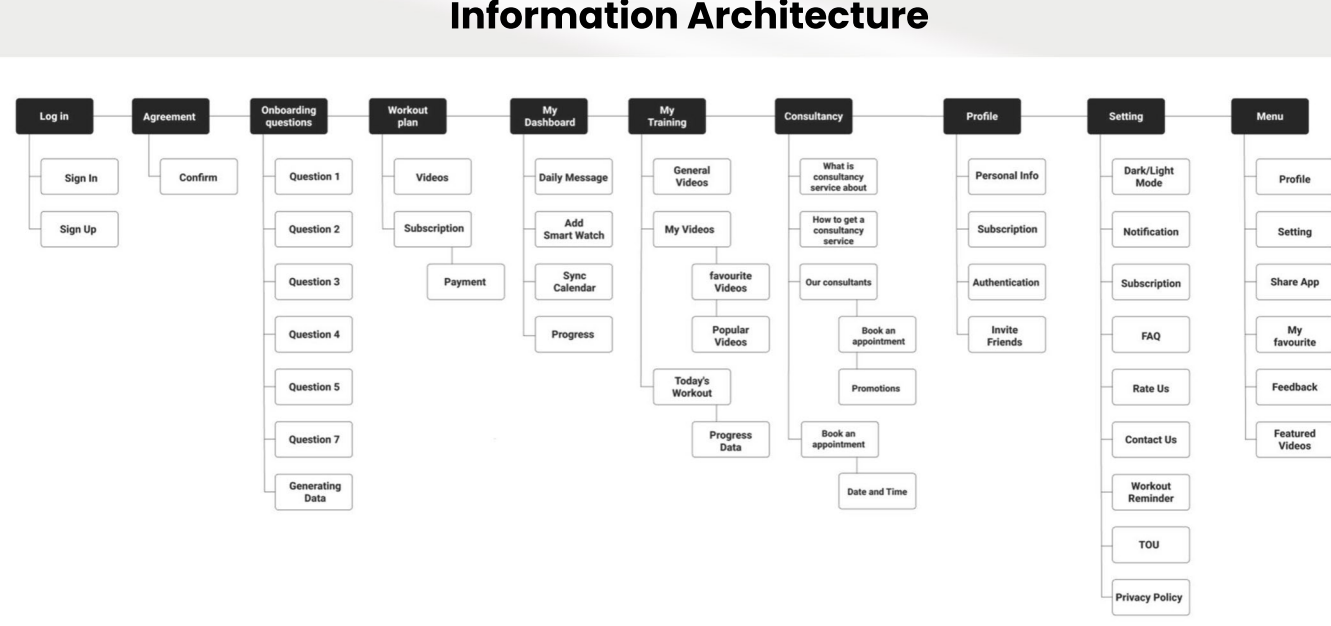 Information Architecture
Log in
Agreement
Onboarding
questions
Workout
plan
My
Dashboard
My
Training
Consultancy
Profile
Setting
Menu
Sign In
Sign Up
Confirm
Question 1
Question 2
Question 3
Question 4
Question 5
Question 7
Generating
Data
Videos
Subscription
Payment
Daily Message
Add
Smart Watch
Sync
Calendar
Progress
General
Videos
My Videos
favourite
Videos
Popular
Videos
Today's
Workout
Progress
Data
What is
consultancy
service about
How to get a
consultancy
service
Our consultants
Book an
appointment
Promotions
Book an
appointment
Date and Time
Personal Info
Subscription
Authentication
Invite
Friends
Dark/Light
Mode
Notification
Subscription
FAQ
Rate Us
Contact Us
Workout
Reminder
TOU
Privacy Policy
Profile
Setting
Share App
My
favourite
Feedback
Featured
Videos